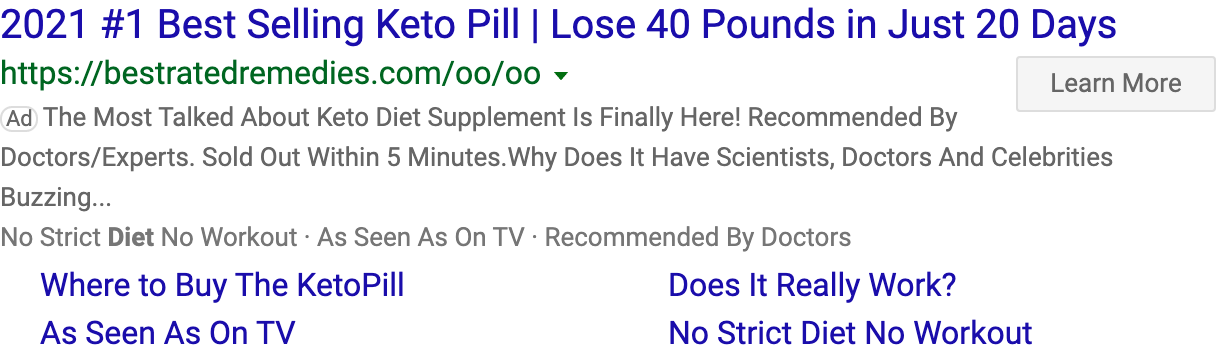 2021 #1 Best Selling Keto Pill | Lose 40 Pounds in Just 20 Days
https://bestratedremedies.com/oo/oo
Learn More
Ad The Most Talked About Keto Diet Supplement Is Finally Here! Recommended By
Doctors/Experts. Sold Out Within 5 Minutes.Why Does It Have Scientists, Doctors And Celebrities
Buzzing...
No Strict Diet No Workout · As Seen As On TV · Recommended By Doctors
Where to Buy The KetoPill
Does It Really Work?
As Seen As On TV
No Strict Diet No Workout